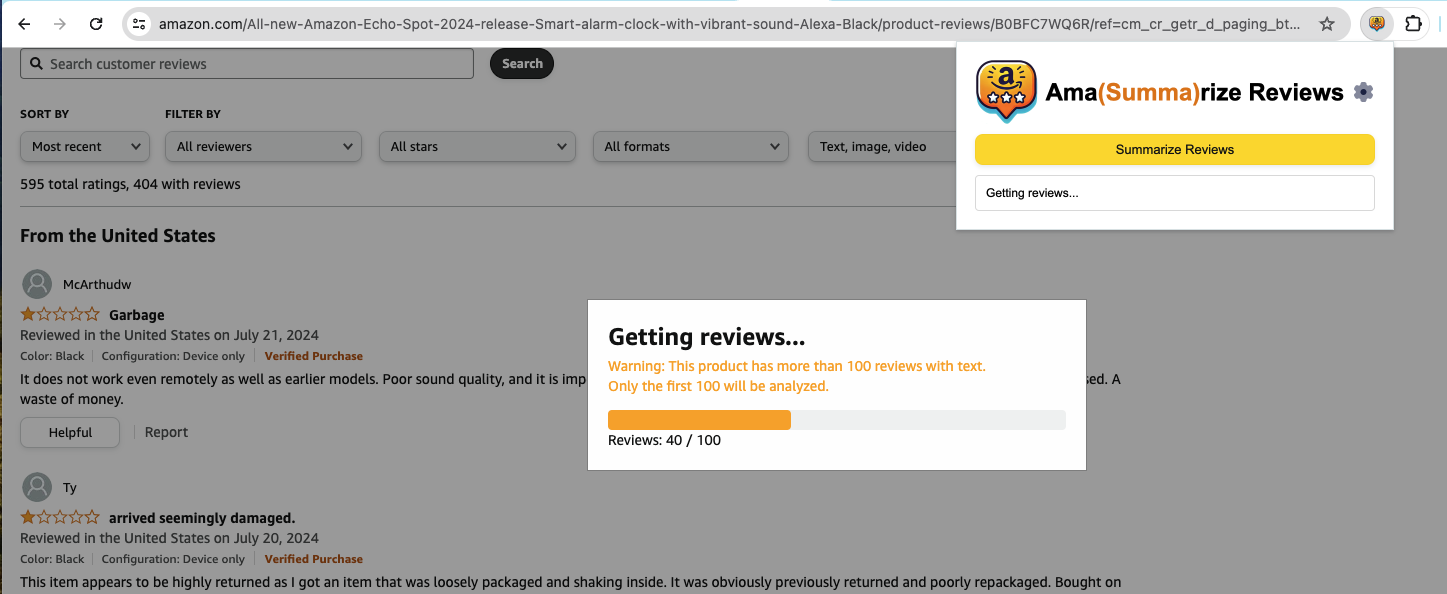 amazon.com/All-new-Amazon-Echo-Spot-2024-release-Smart-alarm-clock-with-vibrant-sound-Alexa-Black/product-reviews/B0BFC7WQ6R/ref=cm_cr_getr_d_paging_bt...
Search customer reviews
Search
a
Ama(Summa)rize Reviews
Summarize Reviews
Getting reviews...
SORT BY
FILTER BY
Most recent
All reviewers
All stars
All formats
Text, image, video
595 total ratings, 404 with reviews
From the United States
McArthudw
Garbage
Reviewed in the United States on July 21, 2024
Color: Black
Configuration: Device only
Verified Purchase
It does not work even remotely as well as earlier models. Poor sound quality, and it is imp
sed. A
waste of money.
Helpful
Report
Getting reviews...
Warning: This product has more than 100 reviews with text.
Only the first 100 will be analyzed.
Reviews: 40 / 100
Ty
arrived seemingly damaged.
Reviewed in the United States on July 20, 2024
Color: Black
Configuration: Device only
Verified Purchase
This item appears to be highly returned as I got an item that was loosely packaged and shaking inside. It was obviously previously returned and poorly repackaged. Bought on